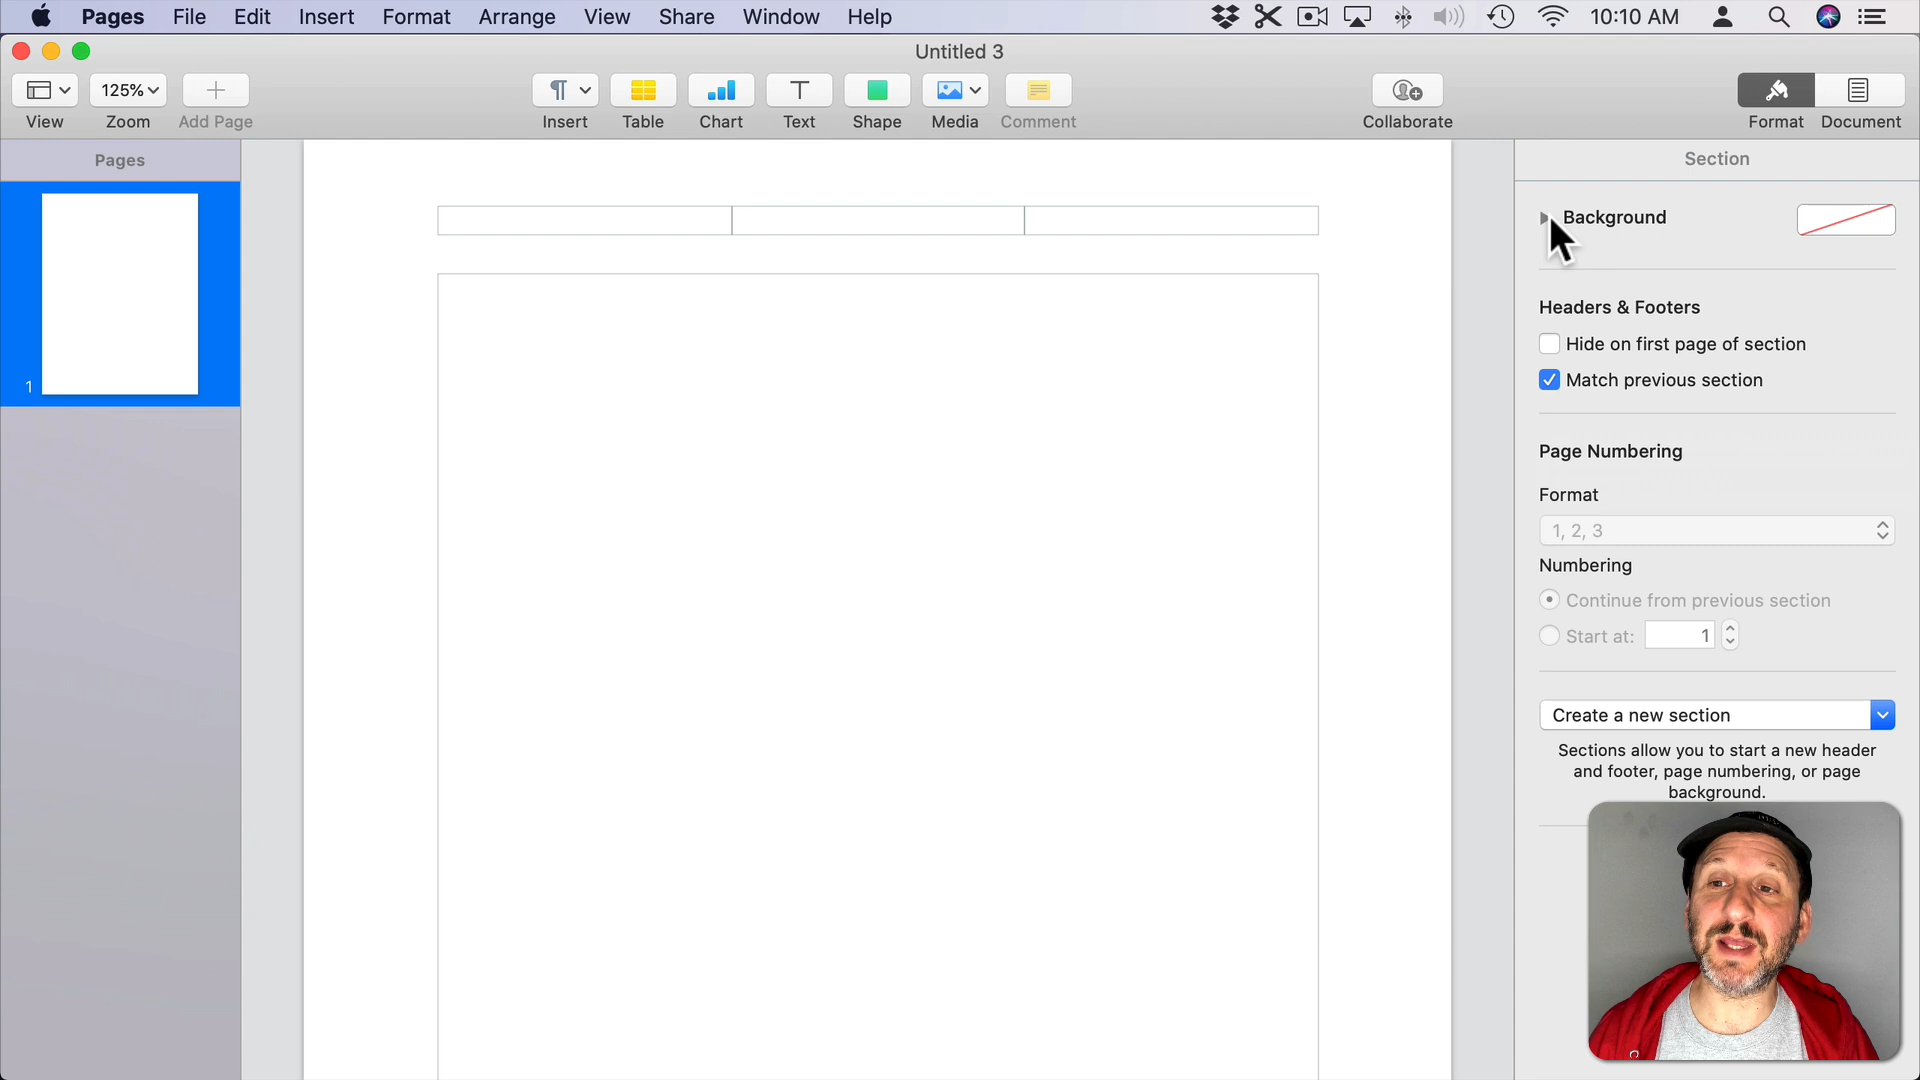 Pages File Edit Insert Format Arrange View Share Window Help 10:10 AM
Untitled 3
125%
View Zoom Add Page Insert Table Chart Text Shape Media Comment Collaborate Format Document
Pages
Section
Background
1
Headers & Footers
Hide on first page of section
Match previous section
Page Numbering
Format
1, 2, 3
Numbering
Continue from previous section
Start at: 1
Create a new section
Sections allow you to start a new header
and footer, page numbering, or page
background.